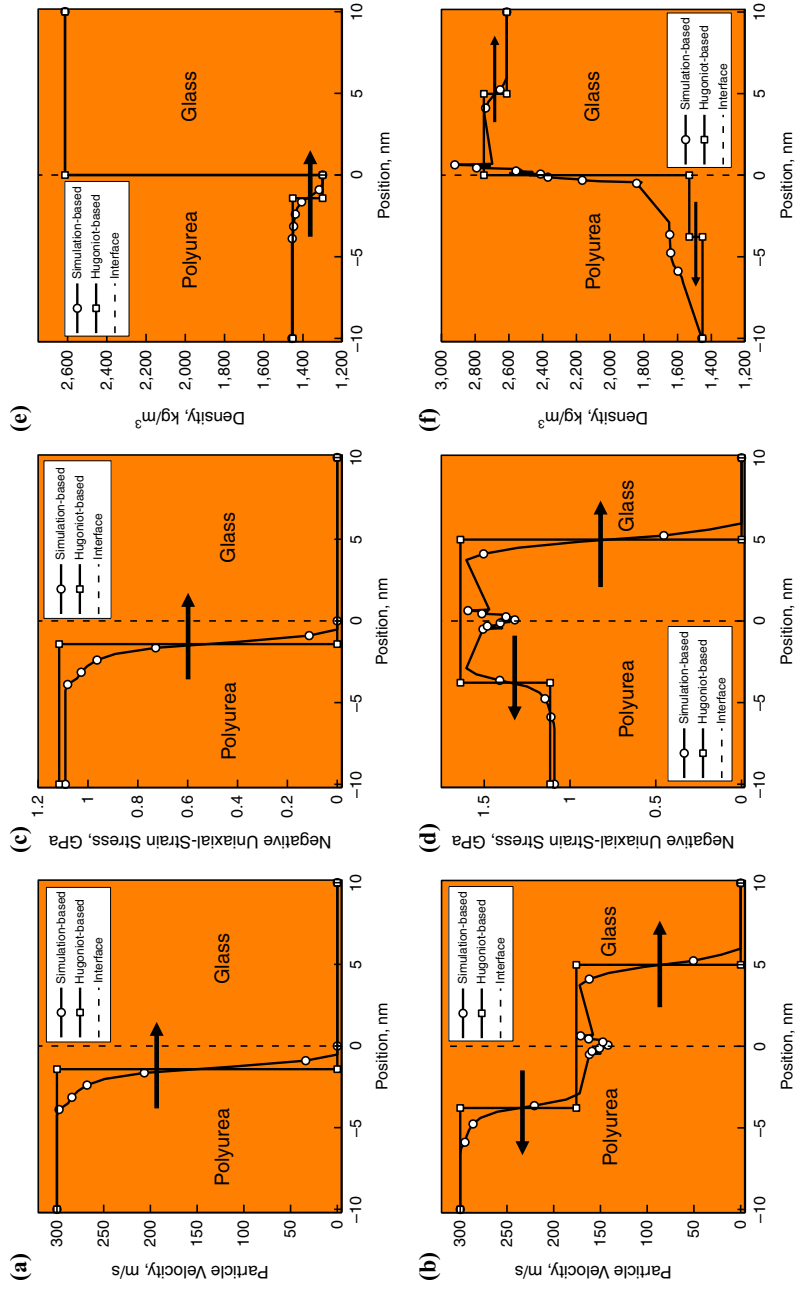 (a)
Particle Velocity, m/s
300
250
200
150
100
50
0
Simulation-based
Hugoniot-based
Interface
Polyurea
Glass
-10
-5
0
5
10
Position, nm
(c)
Negative Uniaxial-Strain Stress, GPa
1.2
1
0.8
0.6
0.4
0.2
0
Simulation-based
Hugoniot-based
Interface
Polyurea
Glass
-10
-5
0
5
10
Position, nm
(e)
Density, kg/m³
2,600
2,400
2,200
2,000
1,800
1,600
1,400
1,200
Simulation-based
Hugoniot-based
Interface
Polyurea
Glass
-10
-5
0
5
10
Position, nm
(b)
Particle Velocity, m/s
300
250
200
150
100
50
0
Simulation-based
Hugoniot-based
Interface
Polyurea
Glass
-10
-5
0
5
10
Position, nm
(d)
Negative Uniaxial-Strain Stress, GPa
1.5
1
0.5
0
Polyurea
Glass
Simulation-based
Hugoniot-based
Interface
-10
-5
0
5
10
Position, nm
(f)
Density, kg/m³
3,000
2,800
2,600
2,400
2,200
2,000
1,800
1,600
1,400
1,200
Polyurea
Glass
Simulation-based
Hugoniot-based
Interface
-10
-5
0
5
10
Position, nm